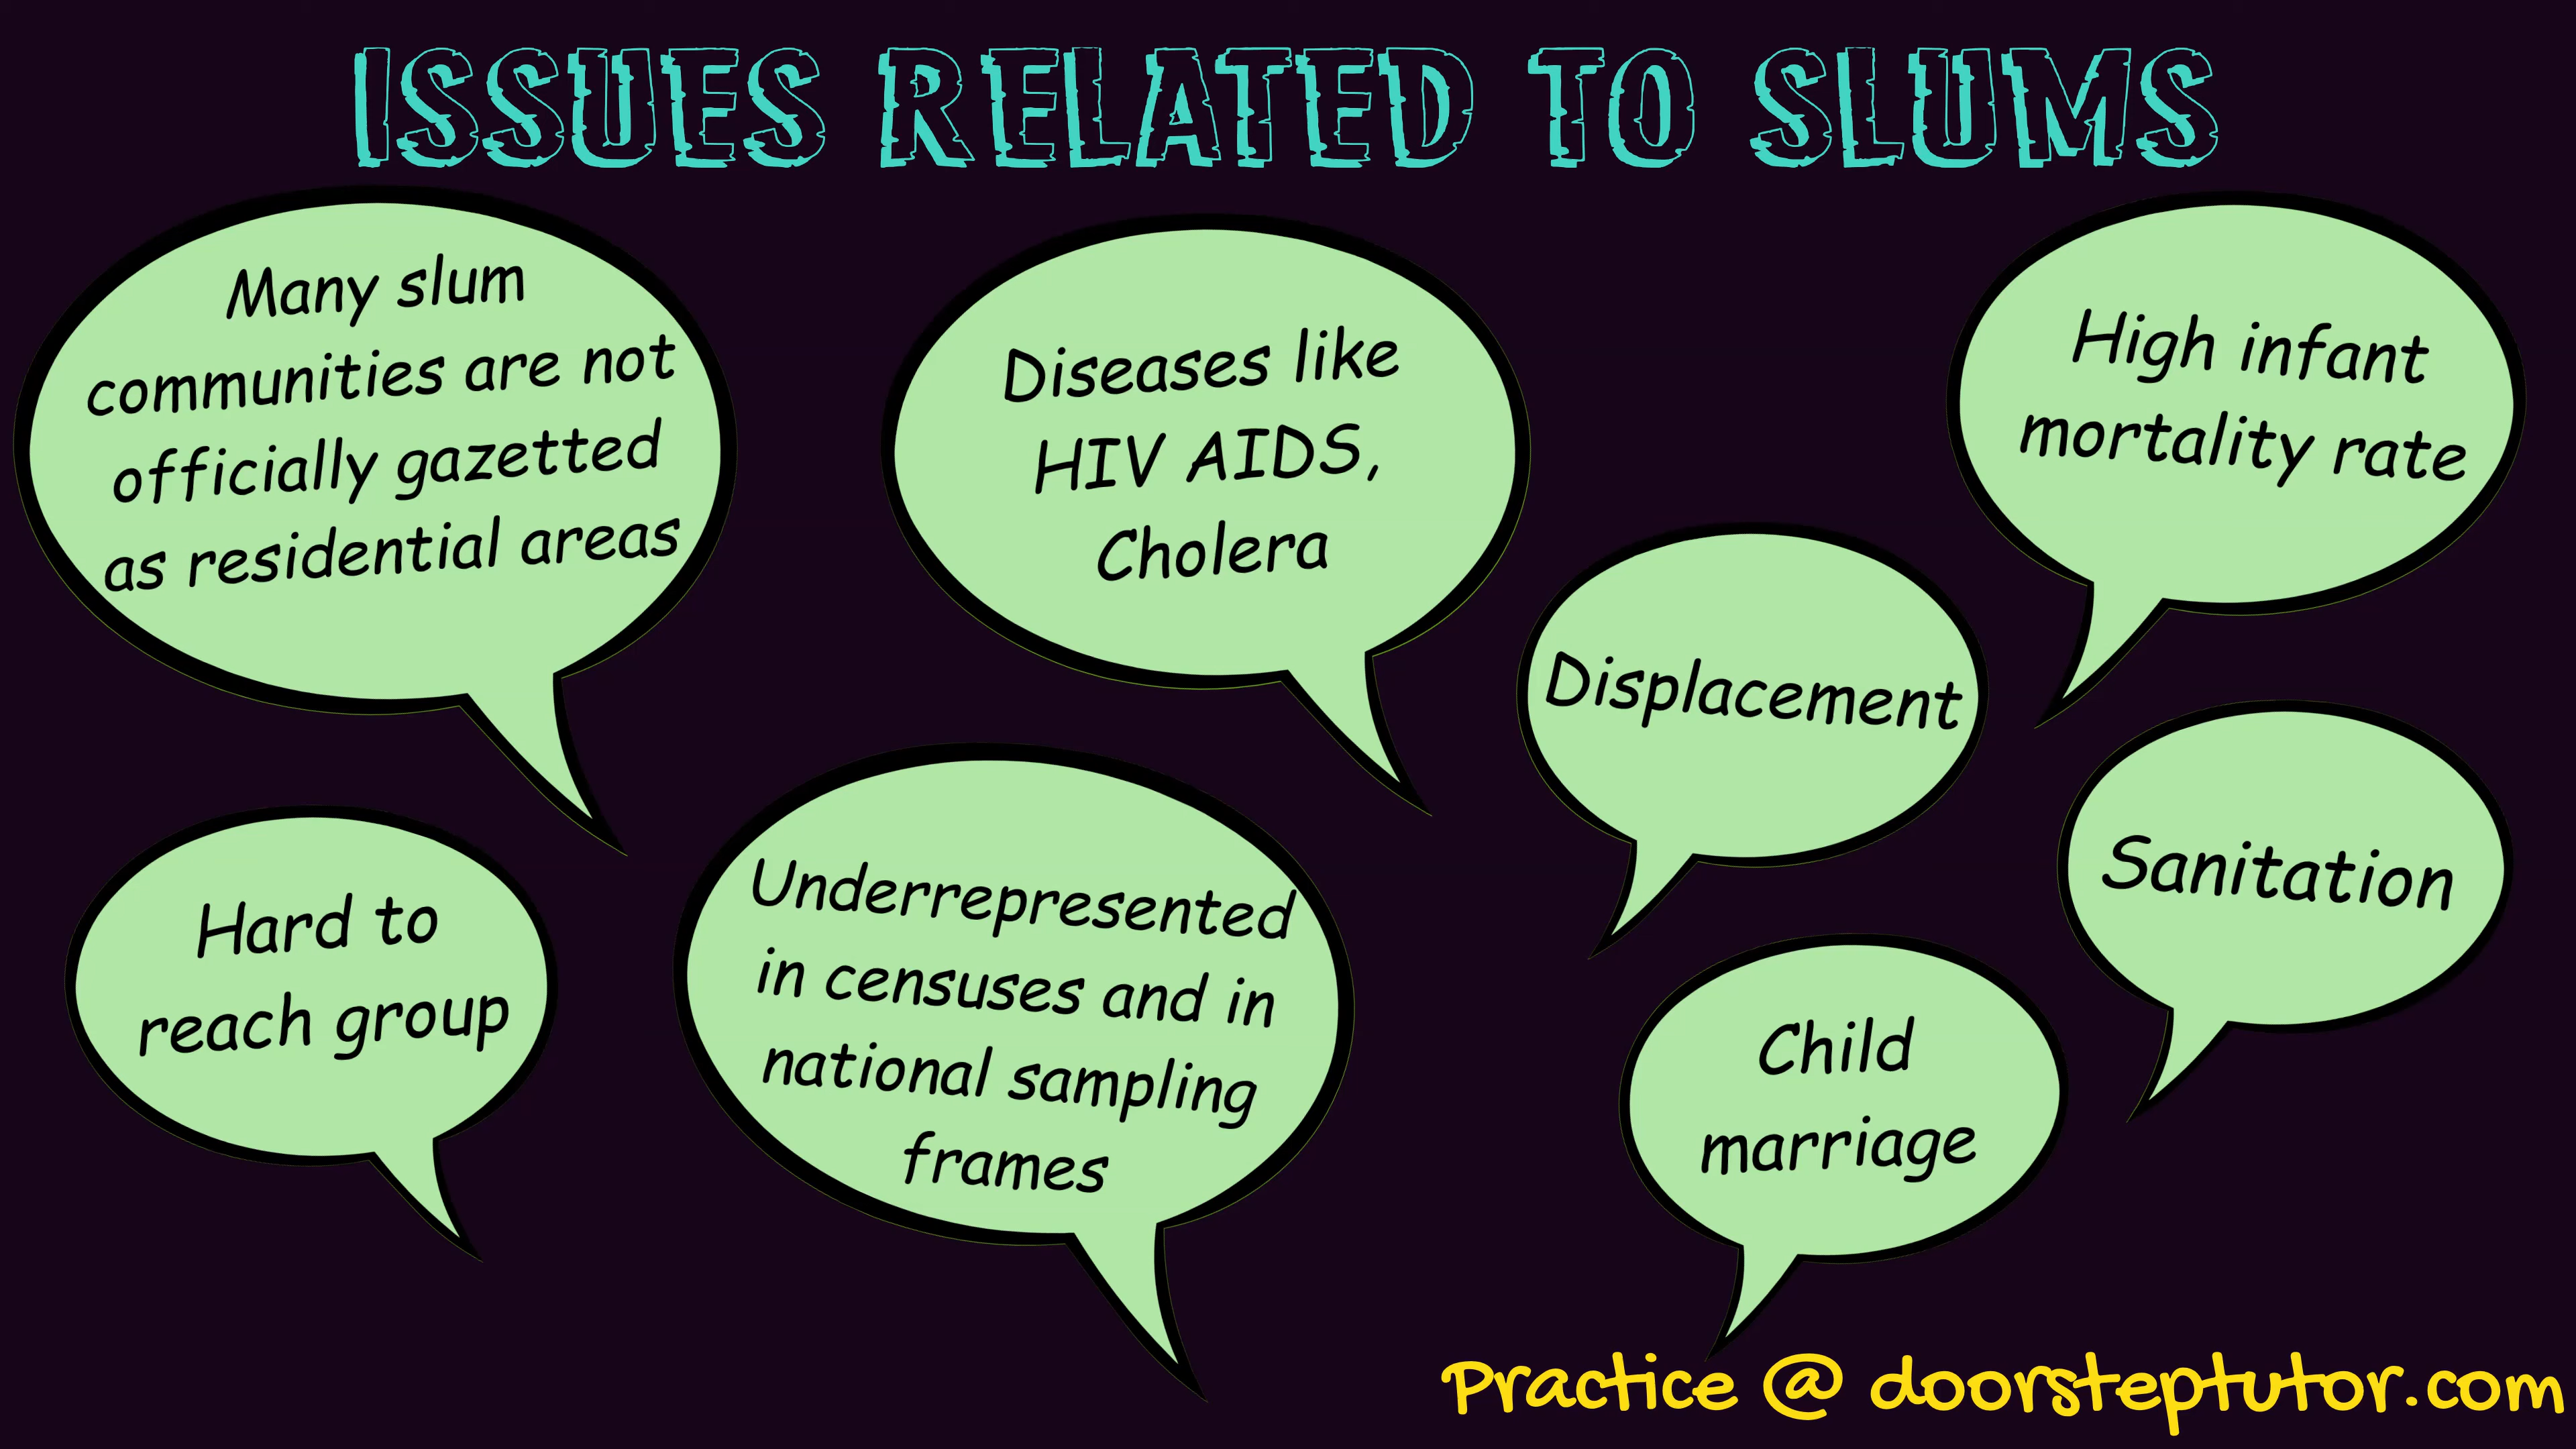 ISSUES RELATED TO SLUMS
Many slum
communities are not
officially gazetted
as residential areas
Diseases like
HIV AIDS,
Cholera
High infant
mortality rate
Displacement
Sanitation
Hard to
reach group
Underrepresented
in censuses and in
national sampling
frames
Child
marriage
Practice @ doorsteptutor.com